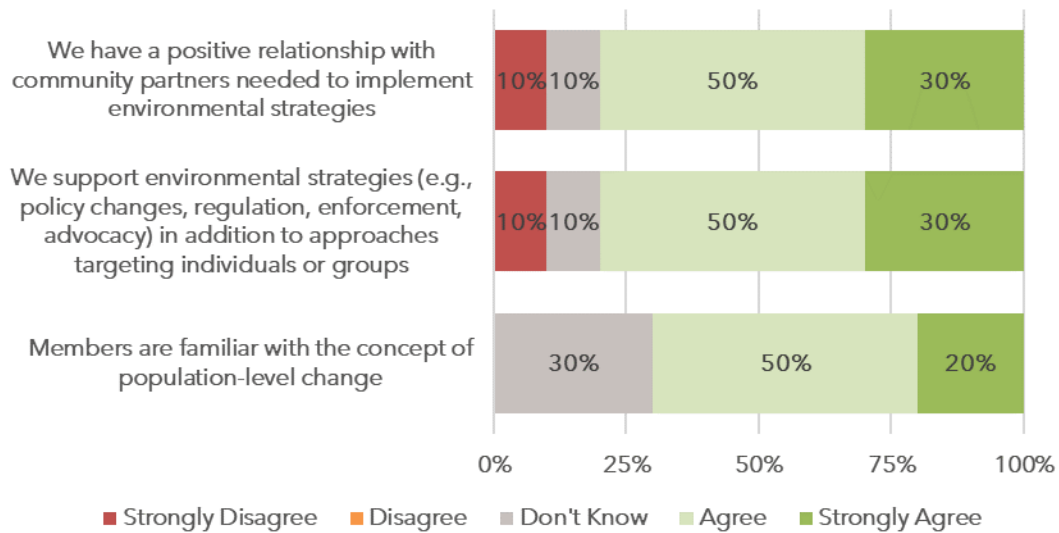 We have a positive relationship with
community partners needed to implement
environmental strategies
10% 10% 50% 30%
We support environmental strategies (e.g.,
policy changes, regulation, enforcement,
advocacy) in addition to approaches
targeting individuals or groups
10% 10% 50% 30%
Members are familiar with the concept of
population-level change
30% 50% 20%
0% 25% 50% 75% 100%
Strongly Disagree Disagree Don't Know Agree Strongly Agree